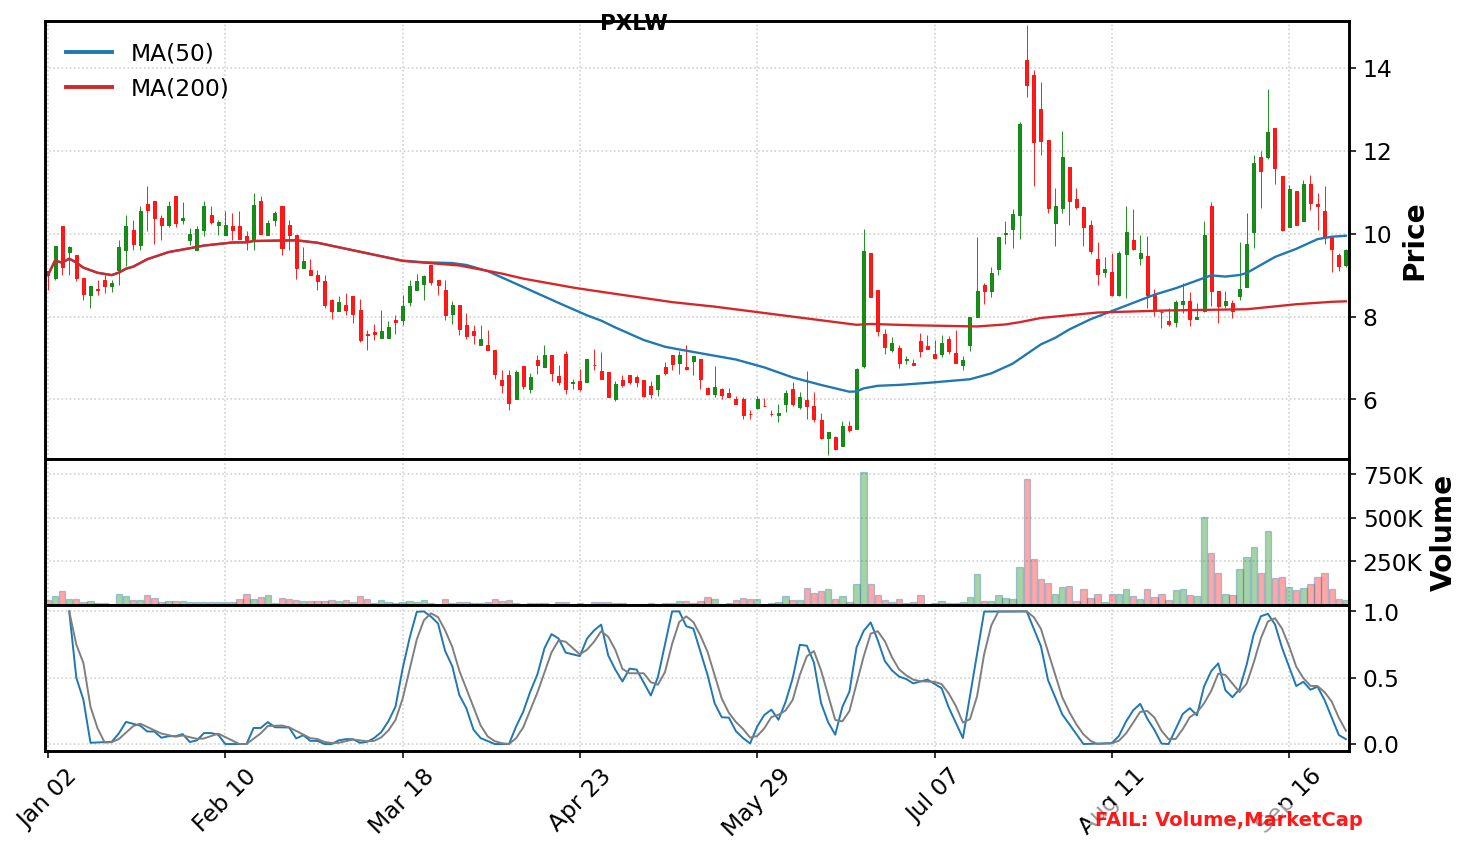 PXLW
MA(50)
MA(200)
14
12
10
8
6
Price
750K
500K
250K
Volume
1.0
0.5
0.0
Jan 02
Feb 10
Mar 18
Apr 23
May 29
Jul 07
Aug 11
Sep 16
FAIL: Volume,MarketCap